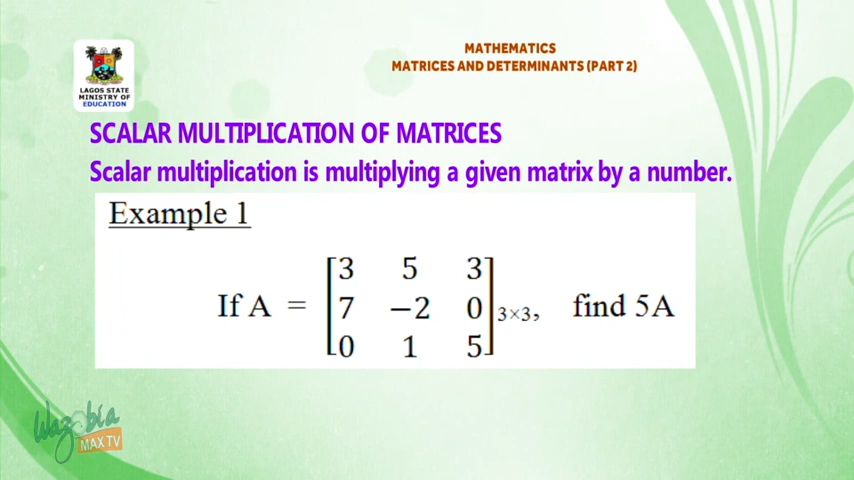 MATHEMATICS
MATRICES AND DETERMINANTS (PART 2)
LAGOS STATE
MINISTRY OF
EDUCATION
SCALAR MULTIPLICATION OF MATRICES
Scalar multiplication is multiplying a given matrix by a number.
Example 1
3 5 3
If A = 7 −2 0 3×3, find 5A
0 1 5
Wazobia
MAX TV